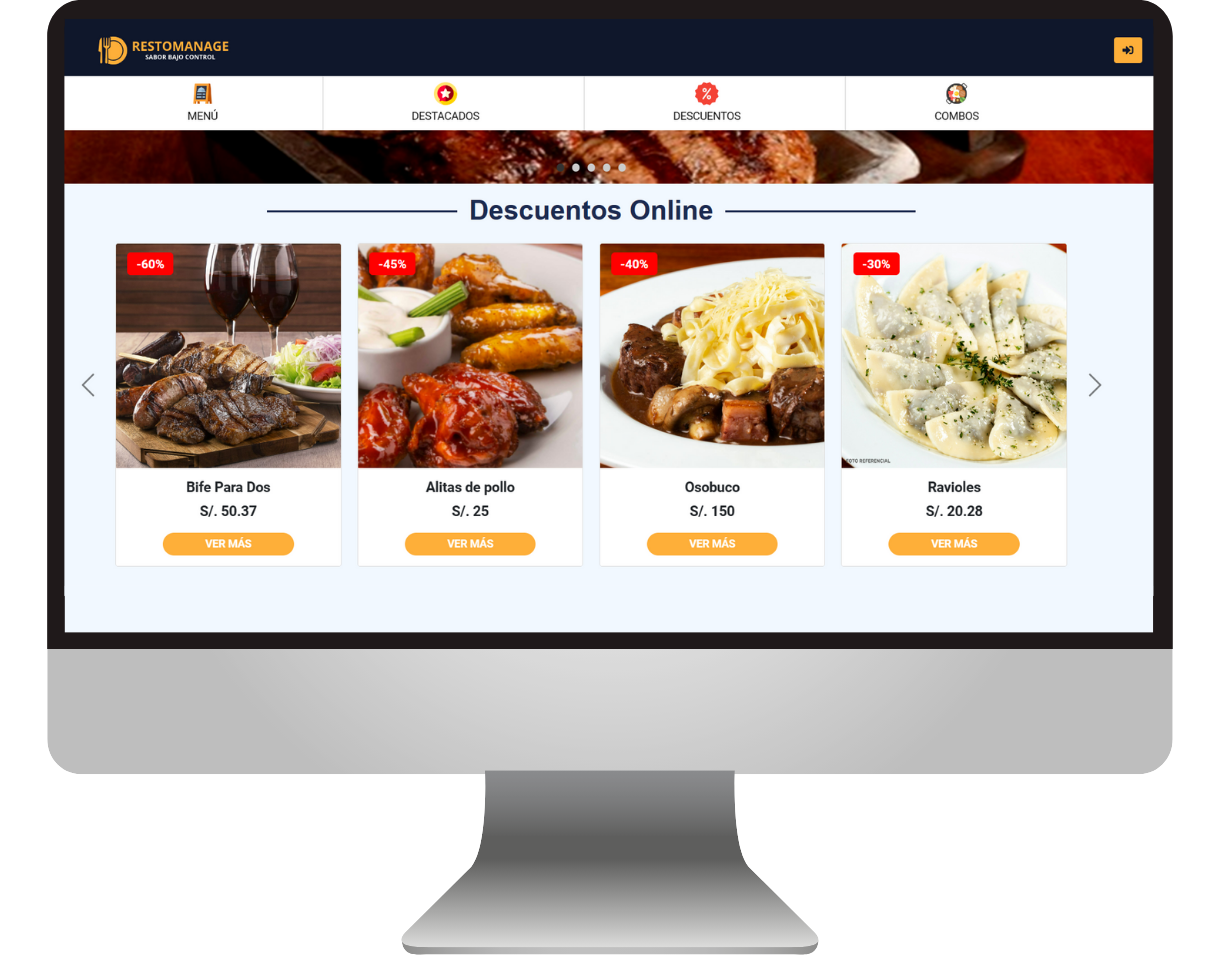 RESTOMANAGE
SABOR BAJO CONTROL
MENÚ
DESTACADOS
DESCUENTOS
COMBOS
Descuentos Online
-60%
-45%
-40%
-30%
FOTO REFERENCIAL
Bife Para Dos
S/. 50.37
VER MÁS
Alitas de pollo
S/. 25
VER MÁS
Osobuco
S/. 150
VER MÁS
Ravioles
S/. 20.28
VER MÁS